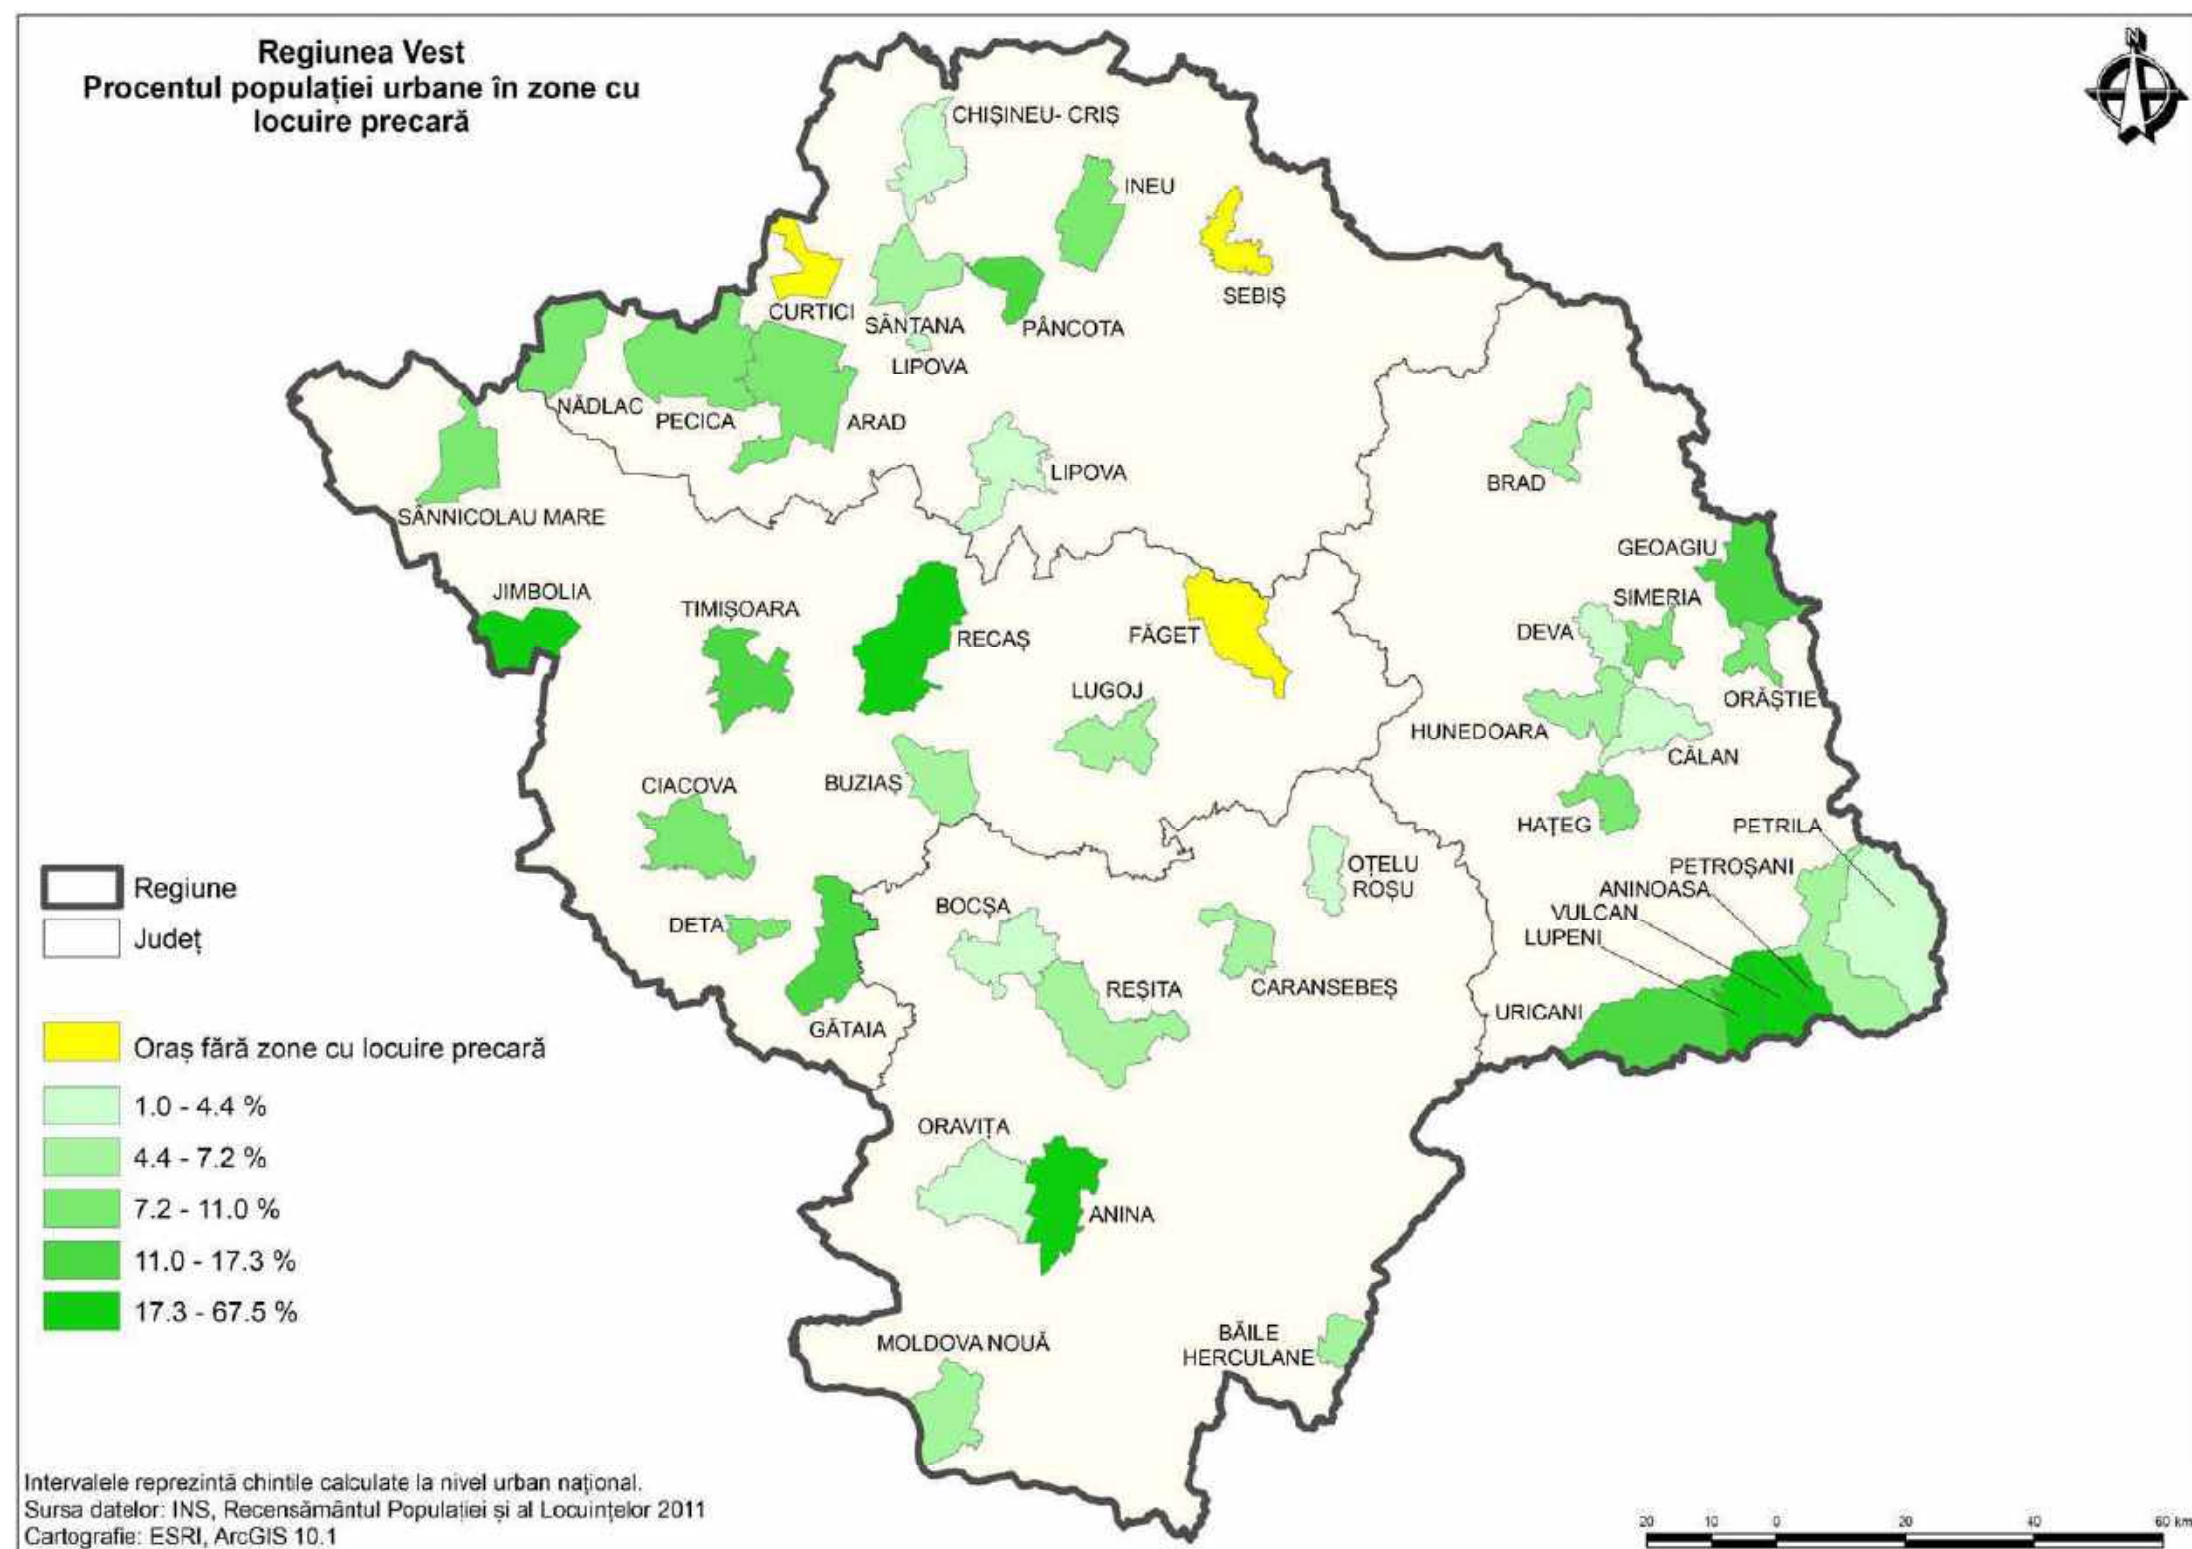 Regiunea Vest
Procentul populației urbane în zone cu
locuire precară
N
CHIȘINEU- CRIȘ
INEU
SEBIȘ
CURTICI
SÂNTANA
PÂNCOTA
LIPOVA
NĂDLAC
PECICA
ARAD
LIPOVA
BRAD
SÂNNICOLAU MARE
GEOAGIU
JIMBOLIA
TIMIȘOARA
RECAȘ
FĂGET
SIMERIA
DEVA
ORĂȘTIE
LUGOJ
HUNEDOARA
CĂLAN
CIACOVA
BUZIAȘ
HAȚEG
PETRILA
PETROȘANI
ANINOASA
VULCAN
LUPENI
URICANI
OȚELU
ROȘU
BOCȘA
DETA
REȘITA
CARANSEBEȘ
GĂTAIA
ORAVIȚA
ANINA
MOLDOVA NOUĂ
BĂILE
HERCULANE
Regiune
Județ
Oraș fără zone cu locuire precară
1.0 - 4.4 %
4.4 - 7.2 %
7.2 - 11.0 %
11.0 - 17.3 %
17.3 - 67.5 %
Intervalele reprezintă chintile calculate la nivel urban național.
Sursa datelor: INS, Recensământul Populației și al Locuințelor 2011
Cartografie: ESRI, ArcGIS 10.1
20 10 0 20 40 60 km